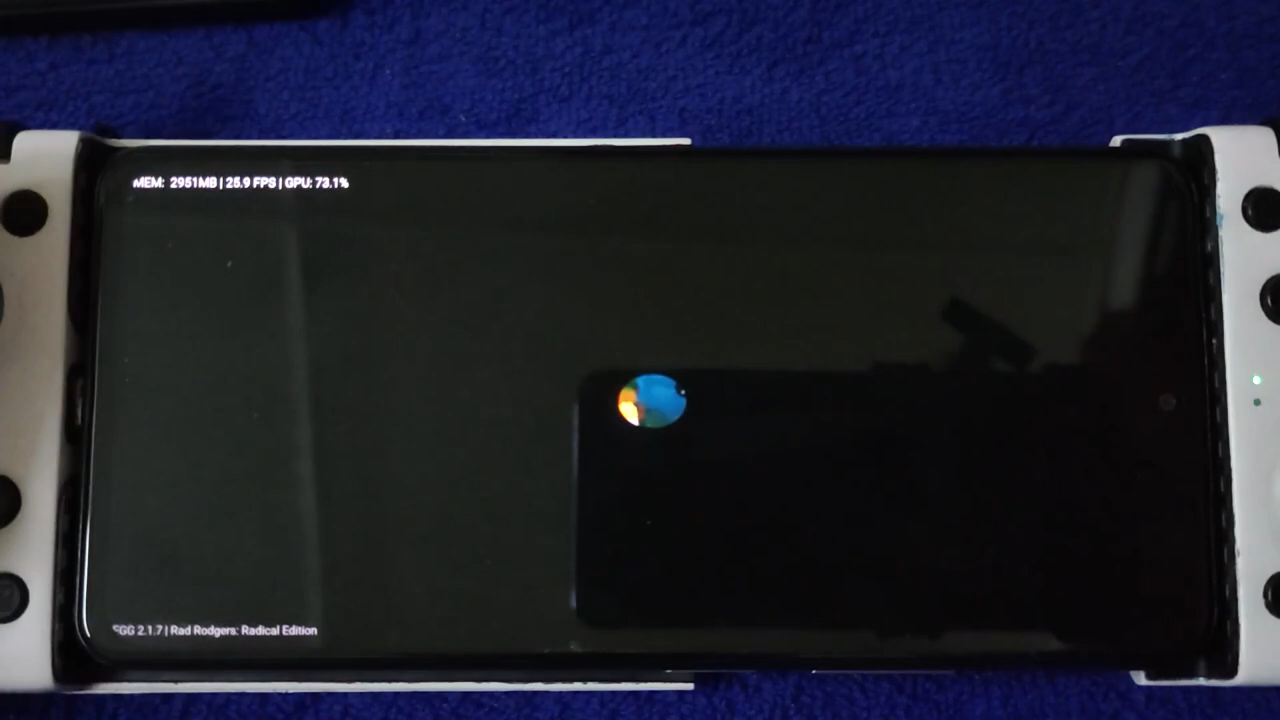 MEM: 2951MB | 25.9 FPS | GPU: 73.1%
EGG 2.1.7 | Rad Rodgers: Radical Edition